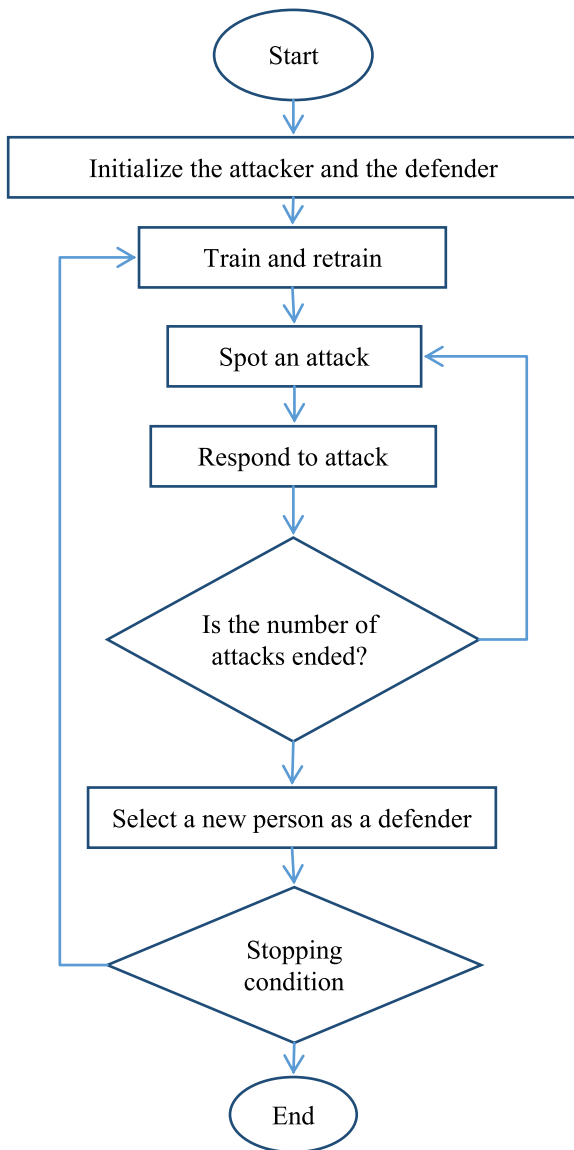 Start
Initialize the attacker and the defender
Train and retrain
Spot an attack
Respond to attack
Is the number of
attacks ended?
Select a new person as a defender
Stopping
condition
End